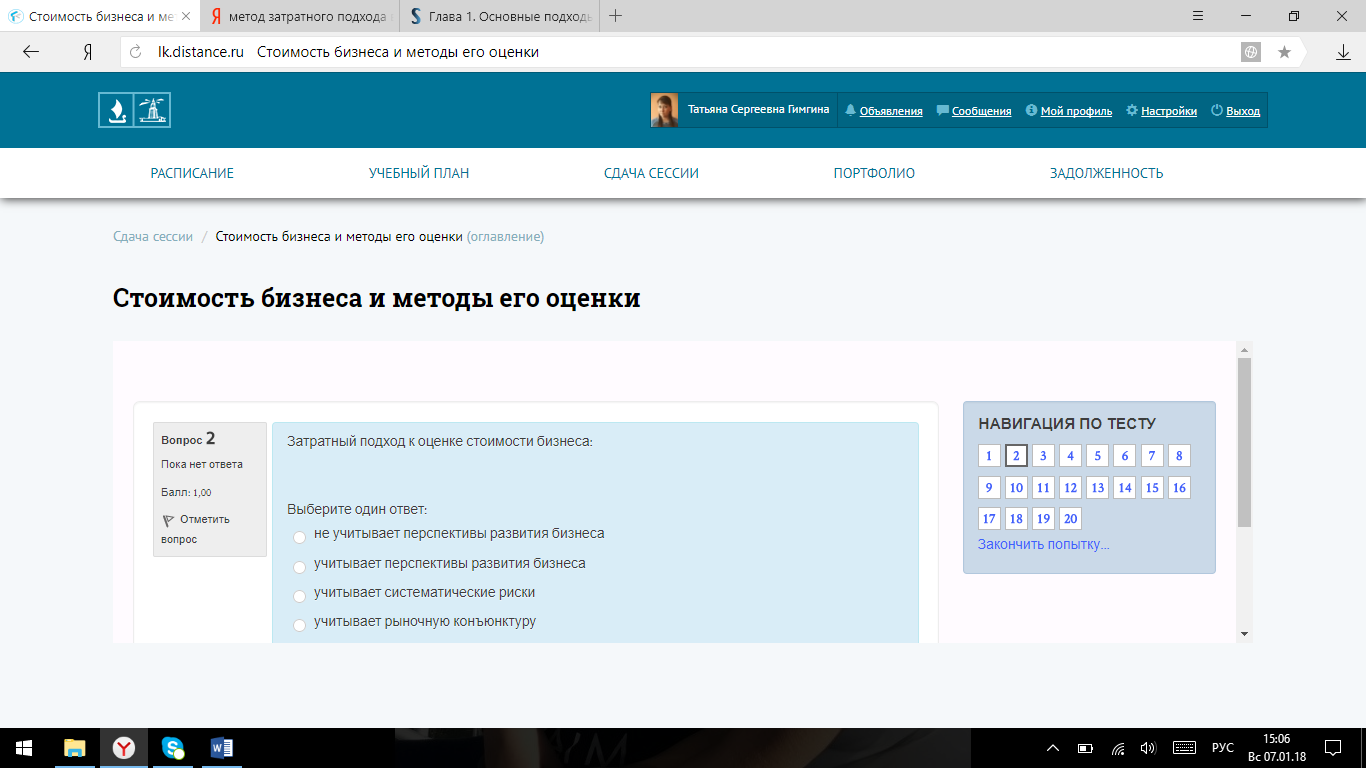 Стоимость бизнеса и ме
метод затратного подхода
Глава 1. Основные подходы
lk.distance.ru Стоимость бизнеса и методы его оценки
Татьяна Сергеевна Гимгина
Объявления
Сообщения
Мой профиль
Настройки
Выход
РАСПИСАНИЕ
УЧЕБНЫЙ ПЛАН
СДАЧА СЕССИИ
ПОРТФОЛИО
ЗАДОЛЖЕННОСТЬ
Сдача сессии / Стоимость бизнеса и методы его оценки (оглавление)
Стоимость бизнеса и методы его оценки
Вопрос 2
Пока нет ответа
Балл: 1,00
Отметить
вопрос
Затратный подход к оценке стоимости бизнеса:
Выберите один ответ:
не учитывает перспективы развития бизнеса
учитывает перспективы развития бизнеса
учитывает систематические риски
учитывает рыночную конъюнктуру
НАВИГАЦИЯ ПО ТЕСТУ
1 2 3 4 5 6 7 8
9 10 11 12 13 14 15 16
17 18 19 20
Закончить попытку...
РУС
15:06
Вс 07.01.18